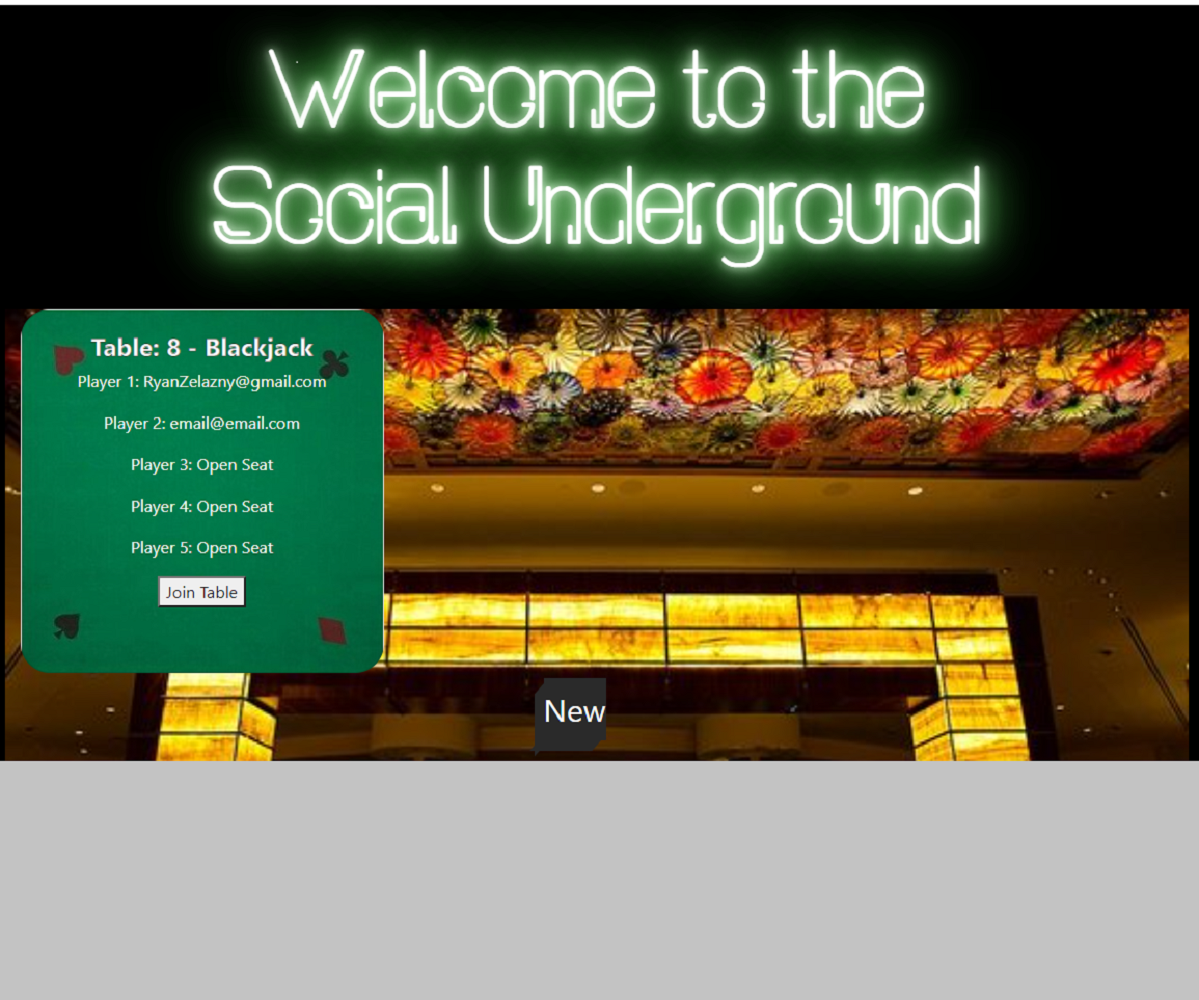 Welcome to the
Social Underground
Table: 8 - Blackjack
Player 1: RyanZelazny@gmail.com
Player 2: email@email.com
Player 3: Open Seat
Player 4: Open Seat
Player 5: Open Seat
Join Table
New